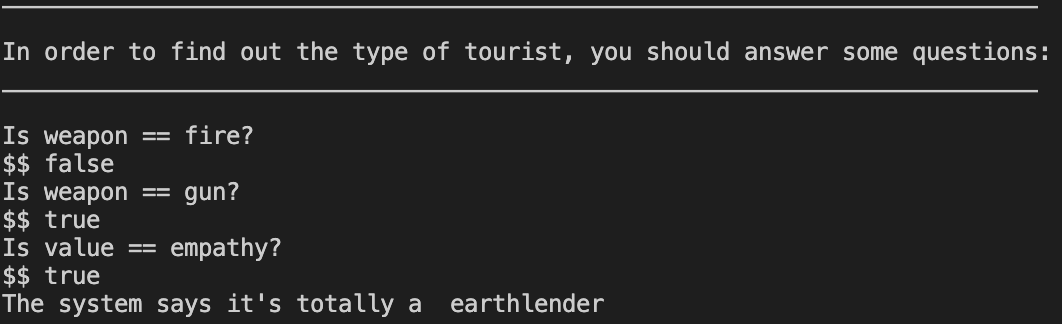 In order to find out the type of tourist, you should answer some questions:
Is weapon == fire?
$$ false
Is weapon == gun?
$$ true
Is value == empathy?
$$ true
The system says it's totally a  earthlender